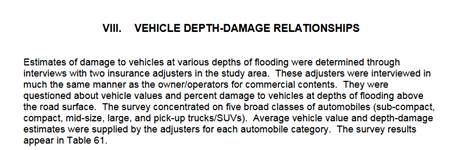 VIII. VEHICLE DEPTH-DAMAGE RELATIONSHIPS
Estimates of damage to vehicles at various depths of flooding were determined through
interviews with two insurance adjusters in the study area. These adjusters were interviewed in
much the same manner as the owner/operators for commercial contents. They were
questioned about vehicle values and percent damage to vehicles at depths of flooding above
the road surface. The survey concentrated on five broad classes of automobiles (sub-compact,
compact, mid-size, large, and pick-up trucks/SUVs). Average vehicle value and depth-damage
estimates were supplied by the adjusters for each automobile category. The survey results
appear in Table 61.